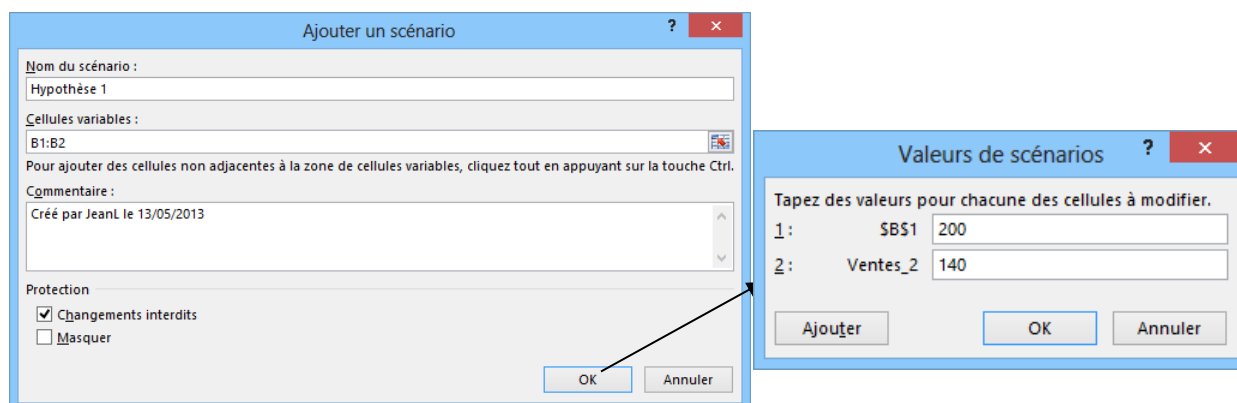 Ajouter un scénario
?
Nom du scénario :
Hypothèse 1
Cellules variables :
B1:B2
Pour ajouter des cellules non adjacentes à la zone de cellules variables, cliquez tout en appuyant sur la touche Ctrl.
Commentaire :
Créé par JeanL le 13/05/2013
Protection
Changements interdits
Masquer
OK Annuler
Valeurs de scénarios
?
Tapez des valeurs pour chacune des cellules à modifier.
1 : $B$1 200
2 : Ventes_2 140
Ajouter OK Annuler